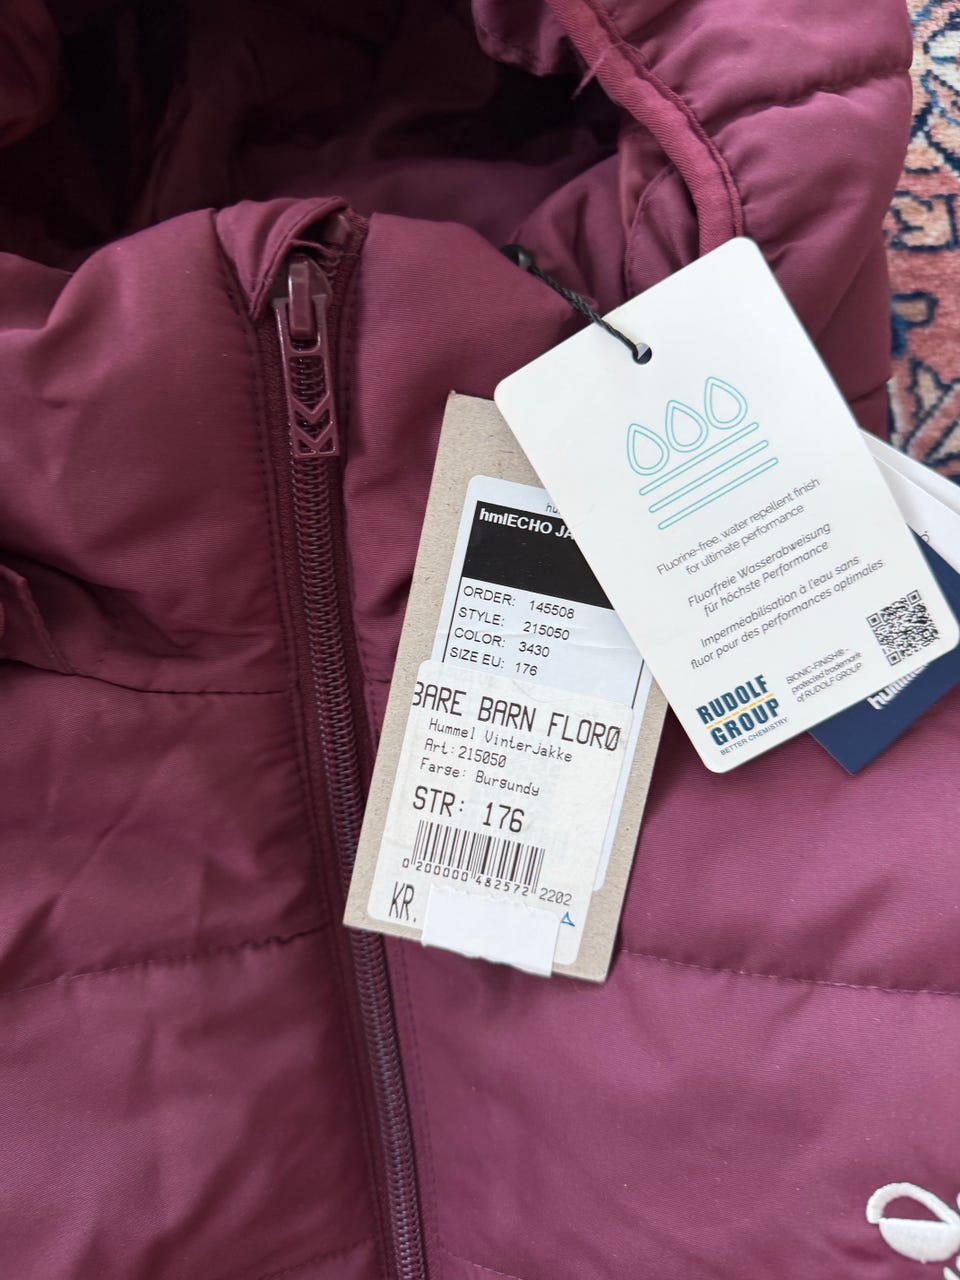 Fluorine-free, water repellent finish
for ultimate performance
Fluorfreie Wasserabweisung
für höchste Performance
Imperméabilisation à l'eau sans
fluor pour des performances optimales
RUDOLF
GROUP
BETTER CHEMISTRY
BIONIC-FINISH® -
protected trademark
of RUDOLF GROUP
hmlECHO
ORDER: 145508
STYLE: 215050
COLOR: 3430
SIZE EU: 176
BARE BARN FLORØ
Hummel Vinterjakke
Art:215050
Farge: Burgundy
STR: 176
0 200000 482572 2202
KR.